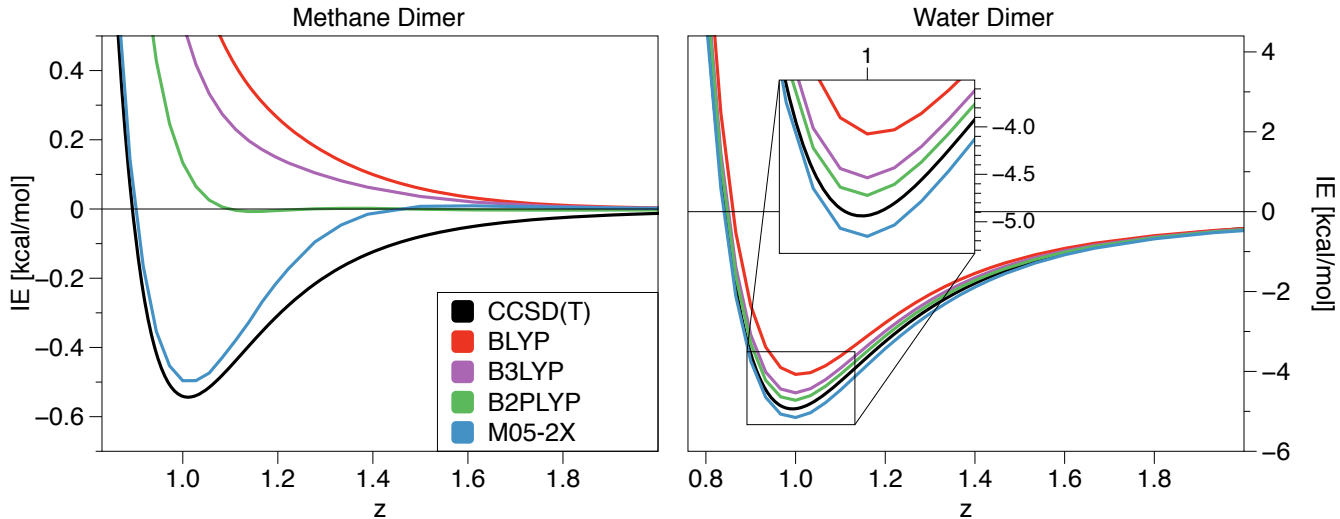 Methane Dimer
0.4
0.2
0
−0.2
−0.4
−0.6
IE [kcal/mol]
1.0 1.2 1.4 1.6 1.8
z
CCSD(T)
BLYP
B3LYP
B2PLYP
M05-2X
Water Dimer
1
−4.0
−4.5
−5.0
4
2
0
−2
−4
−6
IE [kcal/mol]
0.8 1.0 1.2 1.4 1.6 1.8
z